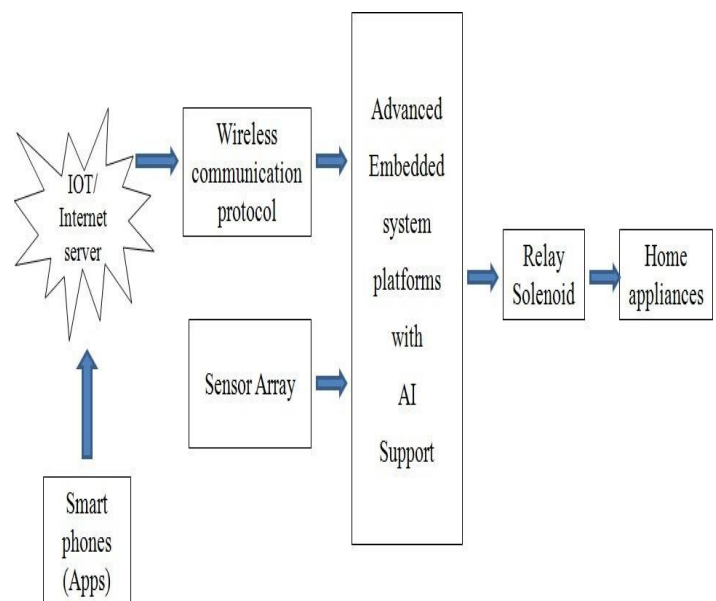 IOT/
Internet
server
Wireless
communication
protocol
Advanced
Embedded
system
platforms
with
AI
Support
Relay
Solenoid
Home
appliances
Sensor Array
Smart
phones
(Apps)